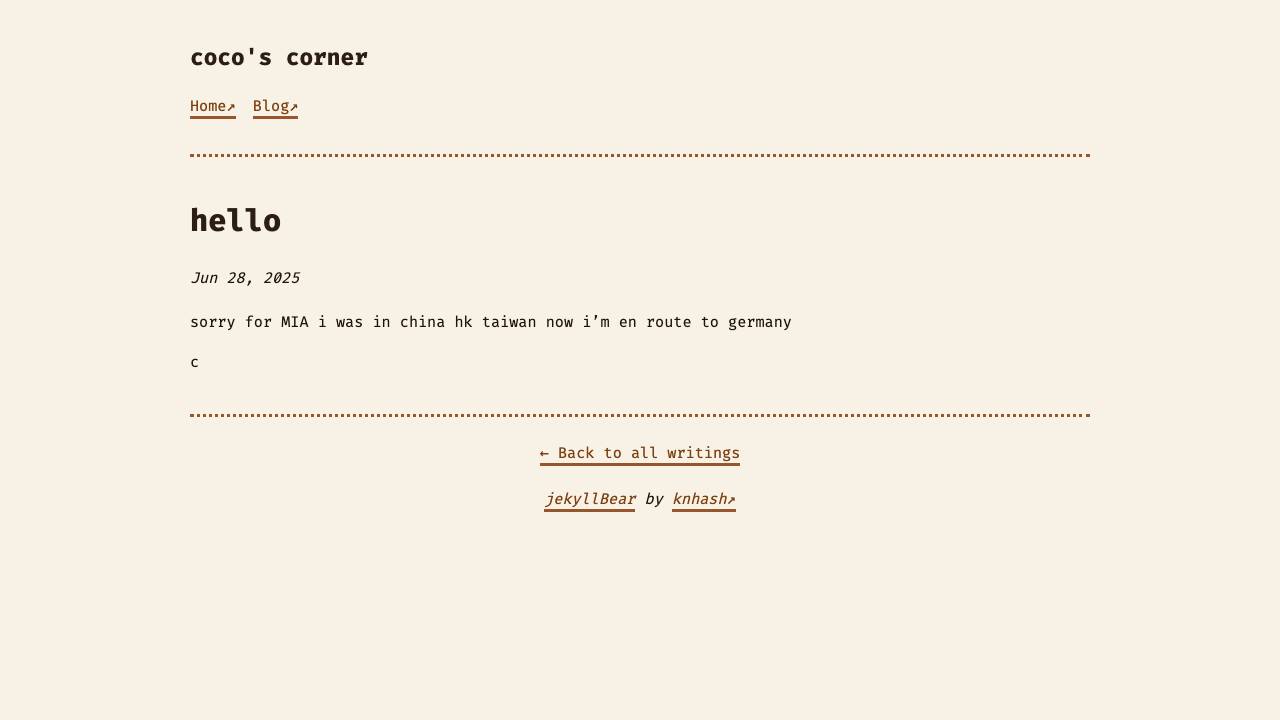 coco's corner
Home↗ Blog↗
hello
Jun 28, 2025
sorry for MIA i was in china hk taiwan now i’m en route to germany
c
← Back to all writings
jekyllBear by knhash↗